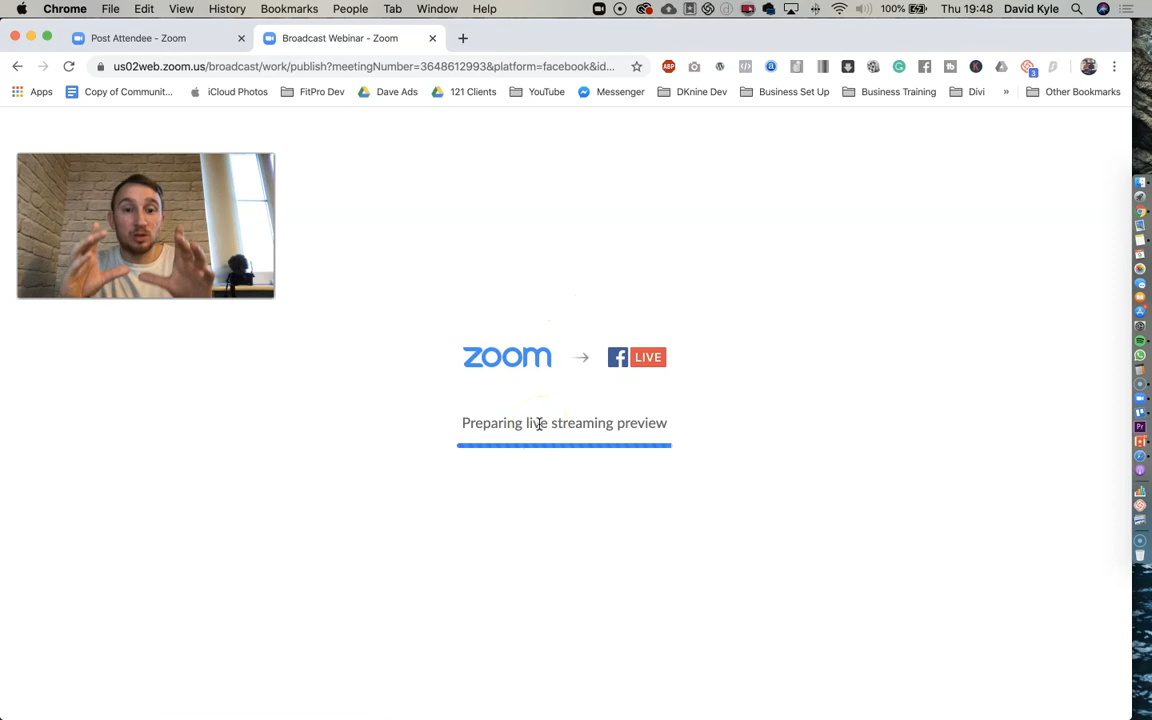 Chrome File Edit View History Bookmarks People Tab Window Help 100% Thu 19:48 David Kyle
Post Attendee - Zoom Broadcast Webinar - Zoom
us02web.zoom.us/broadcast/work/publish?meetingNumber=3648612993&platform=facebook&id...
ABP 3
Apps Copy of Communit... iCloud Photos FitPro Dev Dave Ads 121 Clients YouTube Messenger DKnine Dev Business Set Up Business Training Divi » Other Bookmarks
zoom f LIVE
Preparing live streaming preview